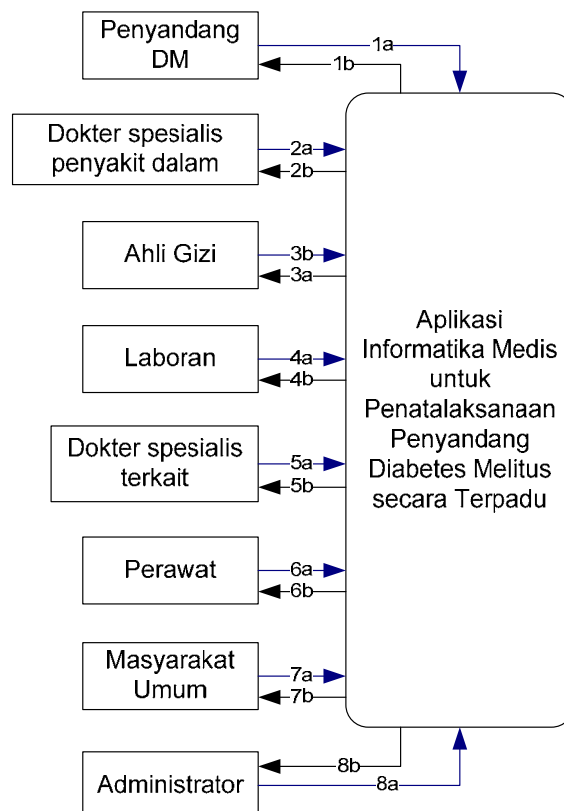 Penyandang
DM
1a
1b
Dokter spesialis
penyakit dalam
2a
2b
Ahli Gizi
3b
3a
Laboran
4a
4b
Dokter spesialis
terkait
5a
5b
Perawat
6a
6b
Masyarakat
Umum
7a
7b
Administrator
8b
8a
Aplikasi
Informatika Medis
untuk
Penatalaksanaan
Penyandang
Diabetes Melitus
secara Terpadu